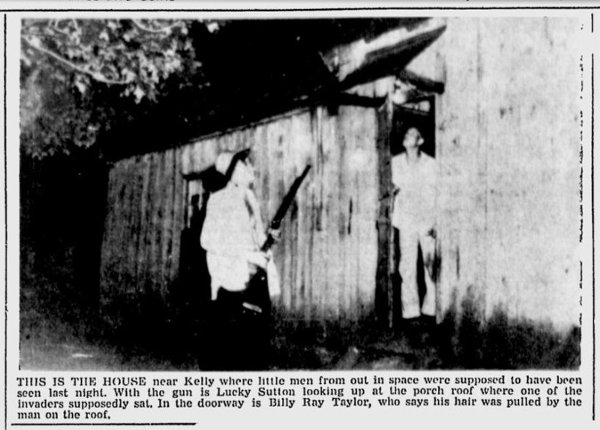 THIS IS THE HOUSE near Kelly where little men from out in space were supposed to have been
seen last night. With the gun is Lucky Sutton looking up at the porch roof where one of the
invaders supposedly sat. In the doorway is Billy Ray Taylor, who says his hair was pulled by the
man on the roof.